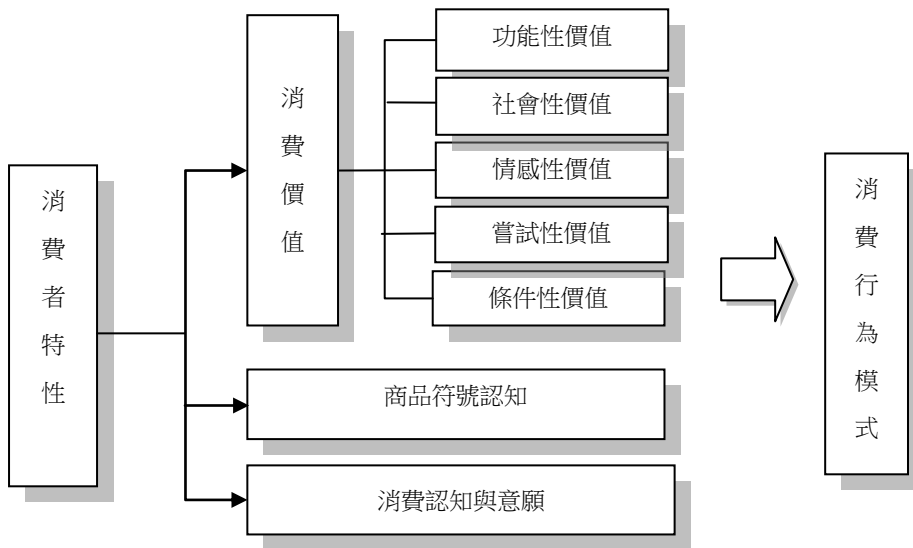 消費者特性
消費價值
功能性價值
社會性價值
情感性價值
嘗試性價值
條件性價值
商品符號認知
消費認知與意願
消費行為模式